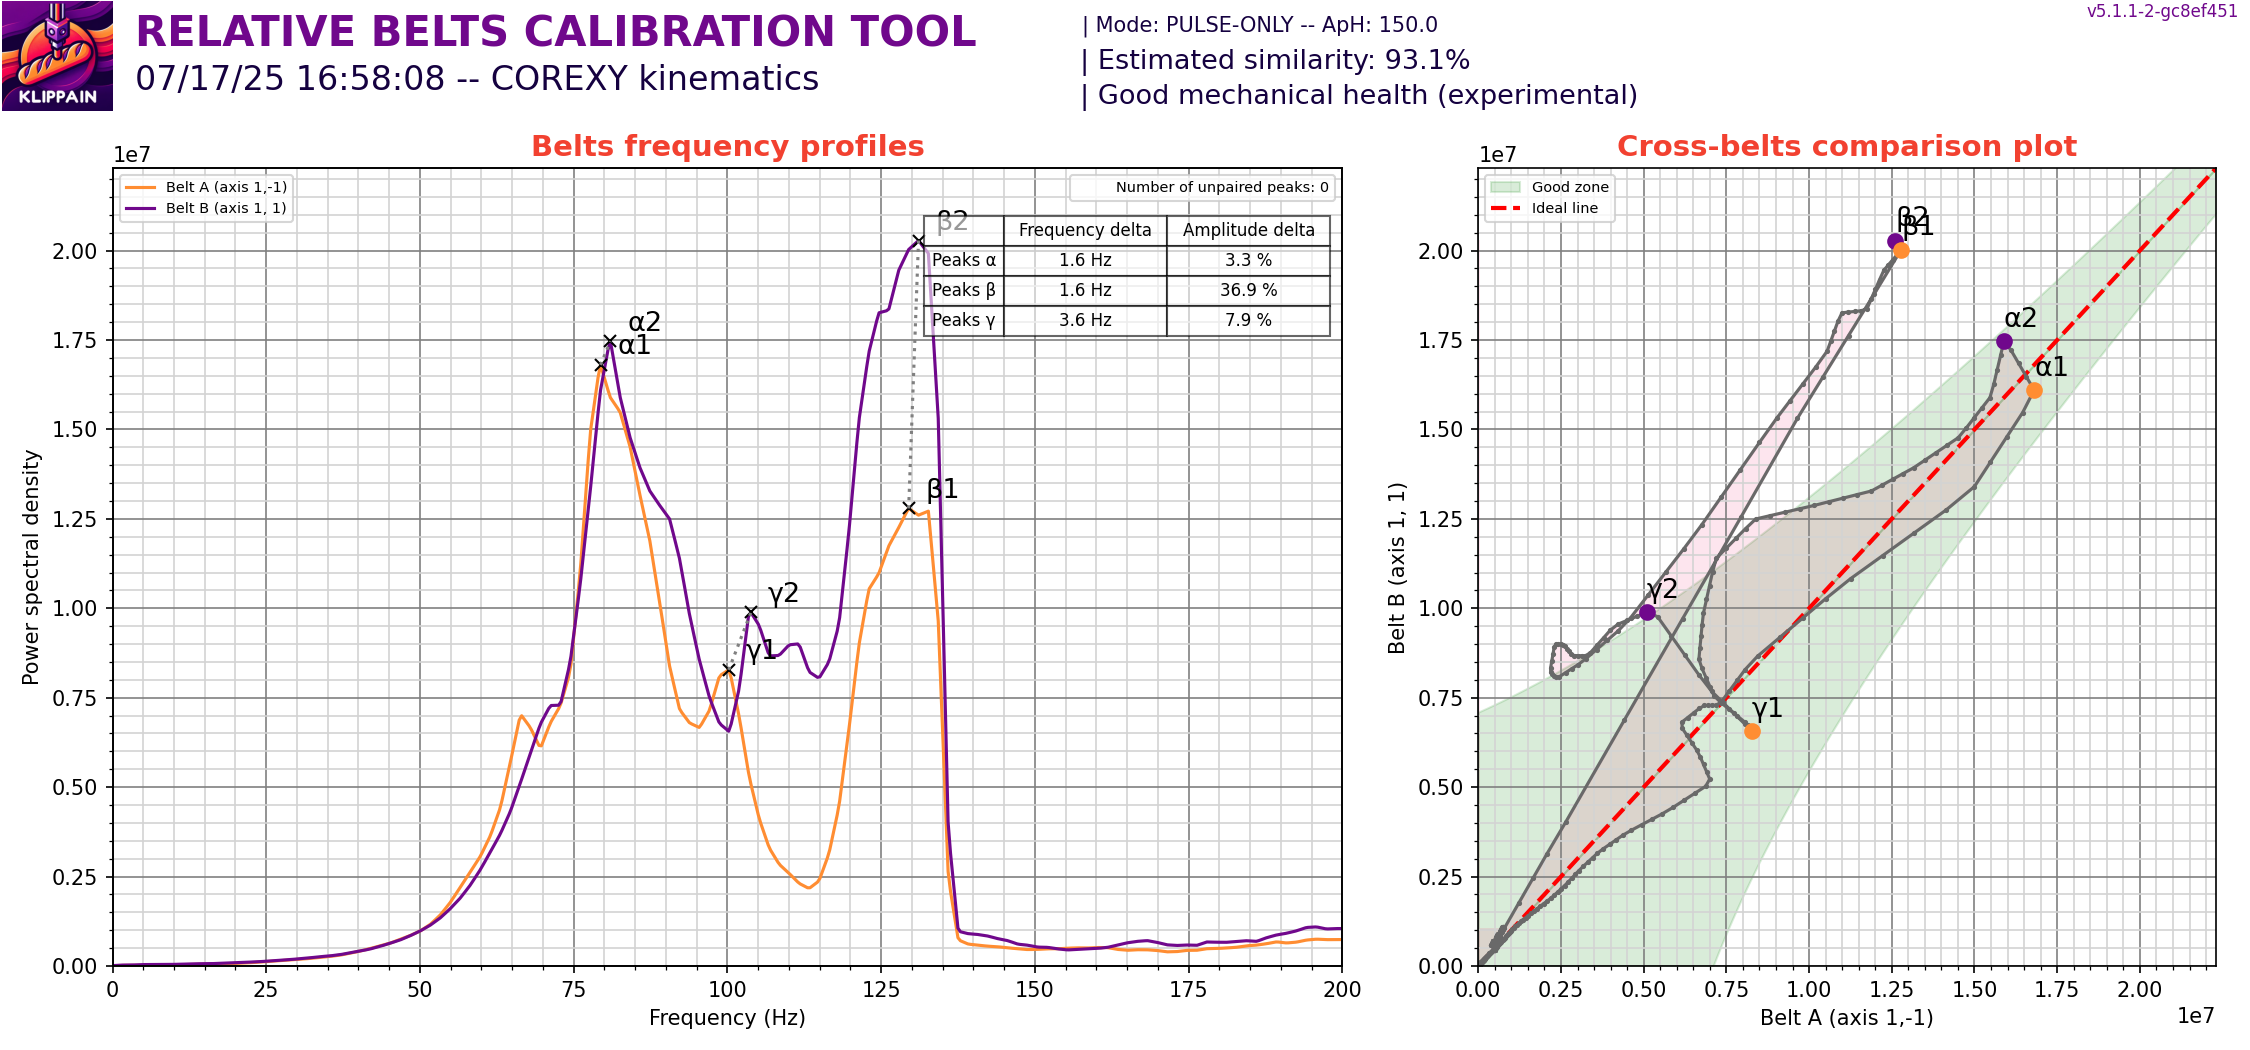 KLIPPAIN
RELATIVE BELTS CALIBRATION TOOL
07/17/25 16:58:08 -- COREXY kinematics
| Mode: PULSE-ONLY -- ApH: 150.0
| Estimated similarity: 93.1%
| Good mechanical health (experimental)
v5.1.1-2-gc8ef451
Belts frequency profiles
1e7
Belt A (axis 1,-1)
Belt B (axis 1, 1)
Number of unpaired peaks: 0
Frequency delta Amplitude delta
Peaks α 1.6 Hz 3.3 %
Peaks β 1.6 Hz 36.9 %
Peaks γ 3.6 Hz 7.9 %
β2
α2
α1
β1
γ2
γ1
2.00
1.75
1.50
1.25
1.00
0.75
0.50
0.25
0.00
Power spectral density
0 25 50 75 100 125 150 175 200
Frequency (Hz)
Cross-belts comparison plot
1e7
Good zone
Ideal line
β2
β1
α2
α1
γ2
γ1
2.00
1.75
1.50
1.25
1.00
0.75
0.50
0.25
0.00
Belt B (axis 1, 1)
0.00 0.25 0.50 0.75 1.00 1.25 1.50 1.75 2.00
Belt A (axis 1,-1)
1e7